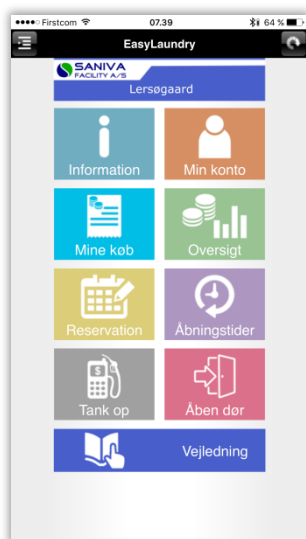 Firstcom 07.39 64 %
EasyLaundry
SANIVA
FACILITY A/S
Lersøgaard
Information Min konto
Mine køb Oversigt
Reservation Åbningstider
$
Tank op Åben dør
Vejledning